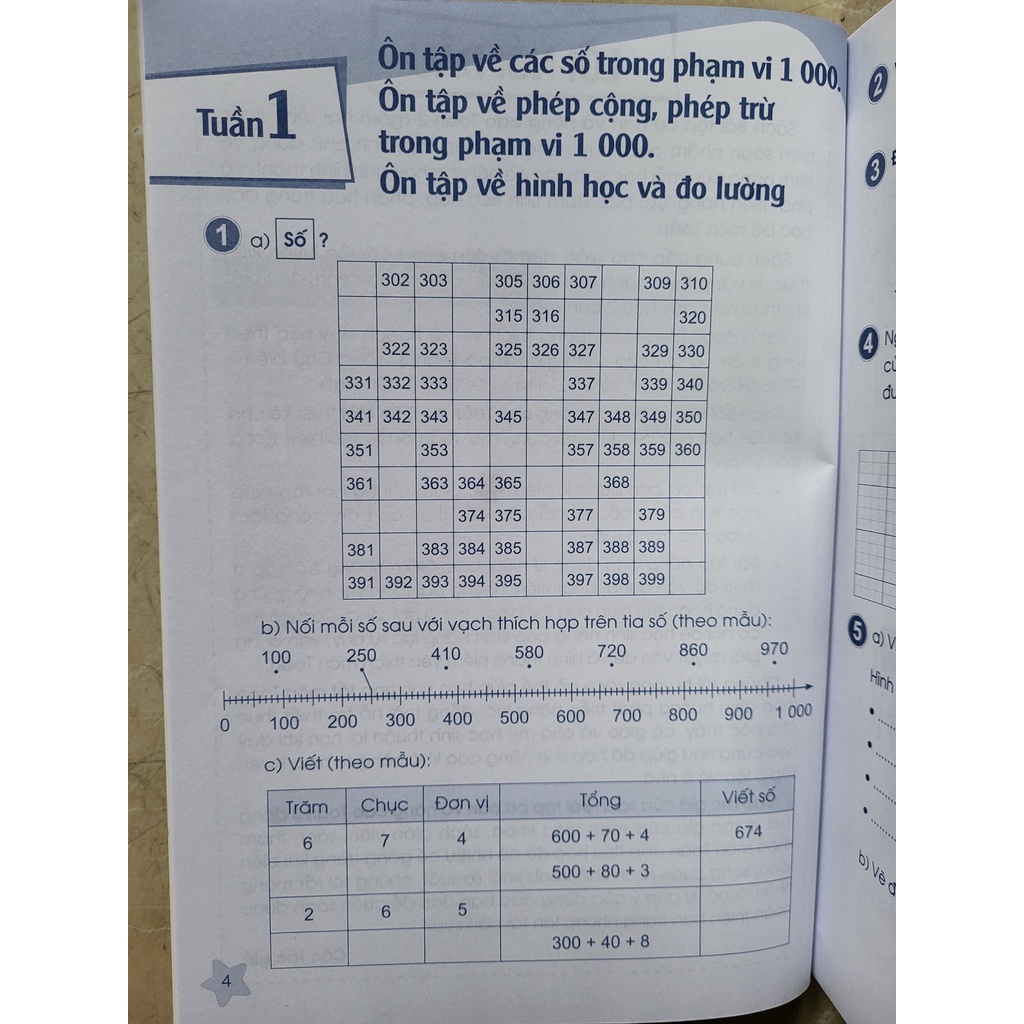 Tuần 1
Ôn tập về các số trong phạm vi 1 000.
Ôn tập về phép cộng, phép trừ
trong phạm vi 1 000.
Ôn tập về hình học và đo lường
1 a) Số ?
302 303 305 306 307 309 310
315 316 320
322 323 325 326 327 329 330
331 332 333 337 339 340
341 342 343 345 347 348 349 350
351 353 357 358 359 360
361 363 364 365 368
374 375 377 379
381 383 384 385 387 388 389
391 392 393 394 395 397 398 399
b) Nối mỗi số sau với vạch thích hợp trên tia số (theo mẫu):
100 250 410 580 720 860 970
0 100 200 300 400 500 600 700 800 900 1 000
c) Viết (theo mẫu):
Trăm Chục Đơn vị Tổng Viết số
6 7 4 600 + 70 + 4 674
500 + 80 + 3
2 6 5
300 + 40 + 8
4
2
3
4
5 a) V
Hình
b) Vẽ đ